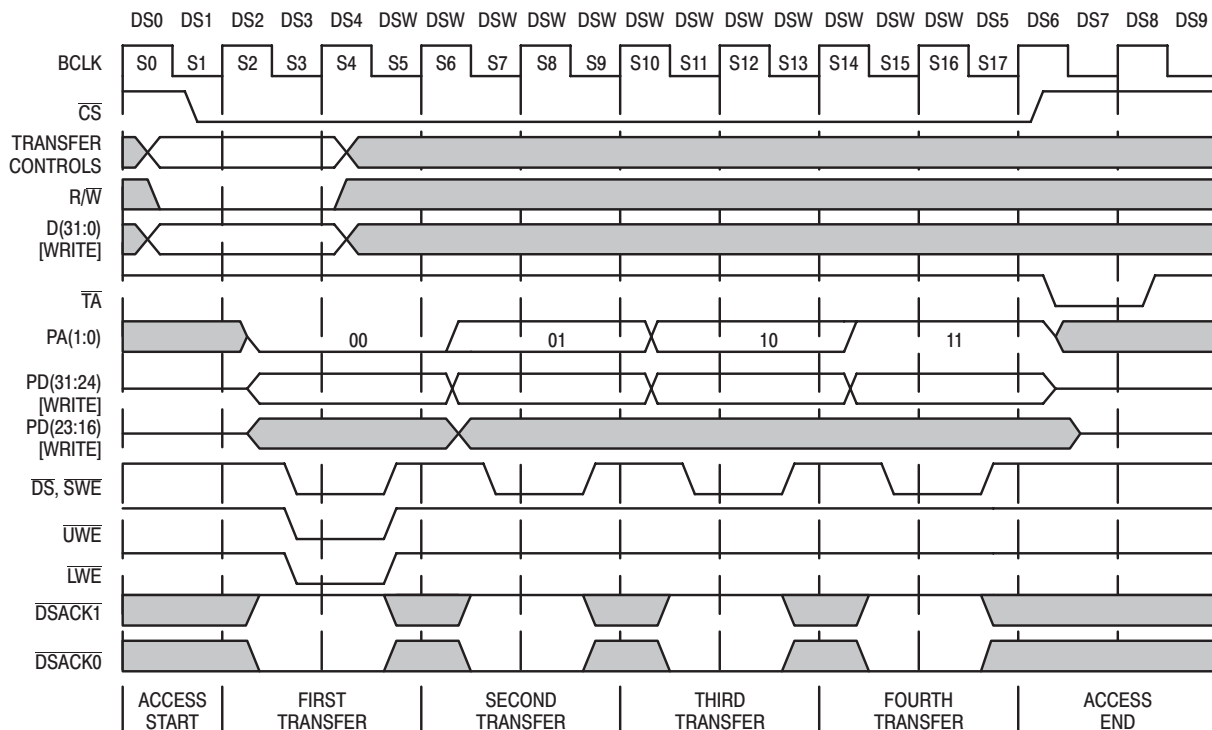 DS0 DS1 DS2 DS3 DS4 DSW DSW DSW DSW DSW DSW DSW DSW DSW DSW DSW DSW DS5 DS6 DS7 DS8 DS9
BCLK S0 S1 S2 S3 S4 S5 S6 S7 S8 S9 S10 S11 S12 S13 S14 S15 S16 S17
CS
TRANSFER
CONTROLS
R/W
D(31:0)
[WRITE]
TA
PA(1:0) 00 01 10 11
PD(31:24)
[WRITE]
PD(23:16)
[WRITE]
DS, SWE
UWE
LWE
DSACK1
DSACK0
ACCESS
START
FIRST
TRANSFER
SECOND
TRANSFER
THIRD
TRANSFER
FOURTH
TRANSFER
ACCESS
END